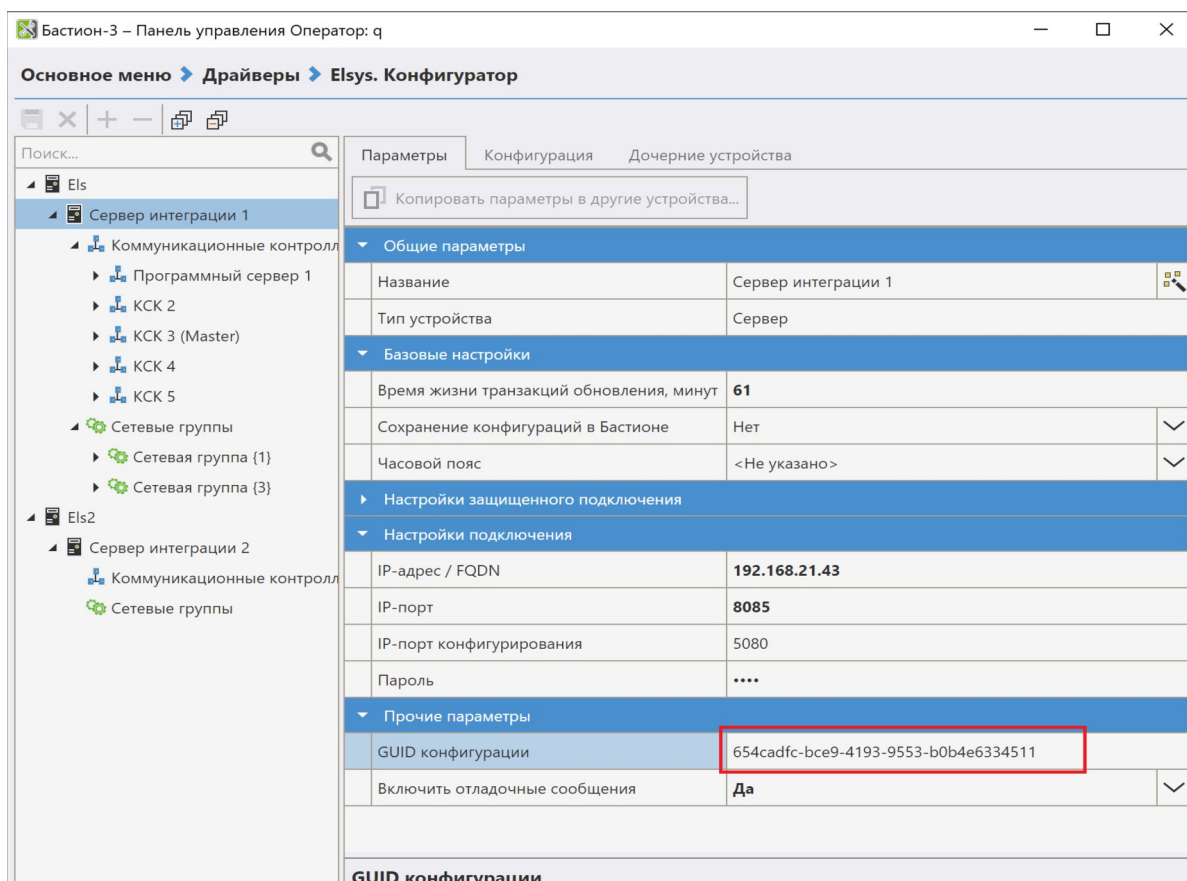 Бастион-3 – Панель управления Оператор: q
Основное меню Драйверы Elsys. Конфигуратор
Поиск...
Els
Сервер интеграции 1
Коммуникационные контролл
Программный сервер 1
КСК 2
КСК 3 (Master)
КСК 4
КСК 5
Сетевые группы
Сетевая группа {1}
Сетевая группа {3}
Els2
Сервер интеграции 2
Коммуникационные контролл
Сетевые группы
Параметры Конфигурация Дочерние устройства
Копировать параметры в другие устройства...
Общие параметры
Название Сервер интеграции 1
Тип устройства Сервер
Базовые настройки
Время жизни транзакций обновления, минут 61
Сохранение конфигураций в Бастионе Нет
Часовой пояс <Не указано>
Настройки защищенного подключения
Настройки подключения
IP-адрес / FQDN 192.168.21.43
IP-порт 8085
IP-порт конфигурирования 5080
Пароль ••••
Прочие параметры
GUID конфигурации 654cadfc-bce9-4193-9553-b0b4e6334511
Включить отладочные сообщения Да
GUID конфигурации